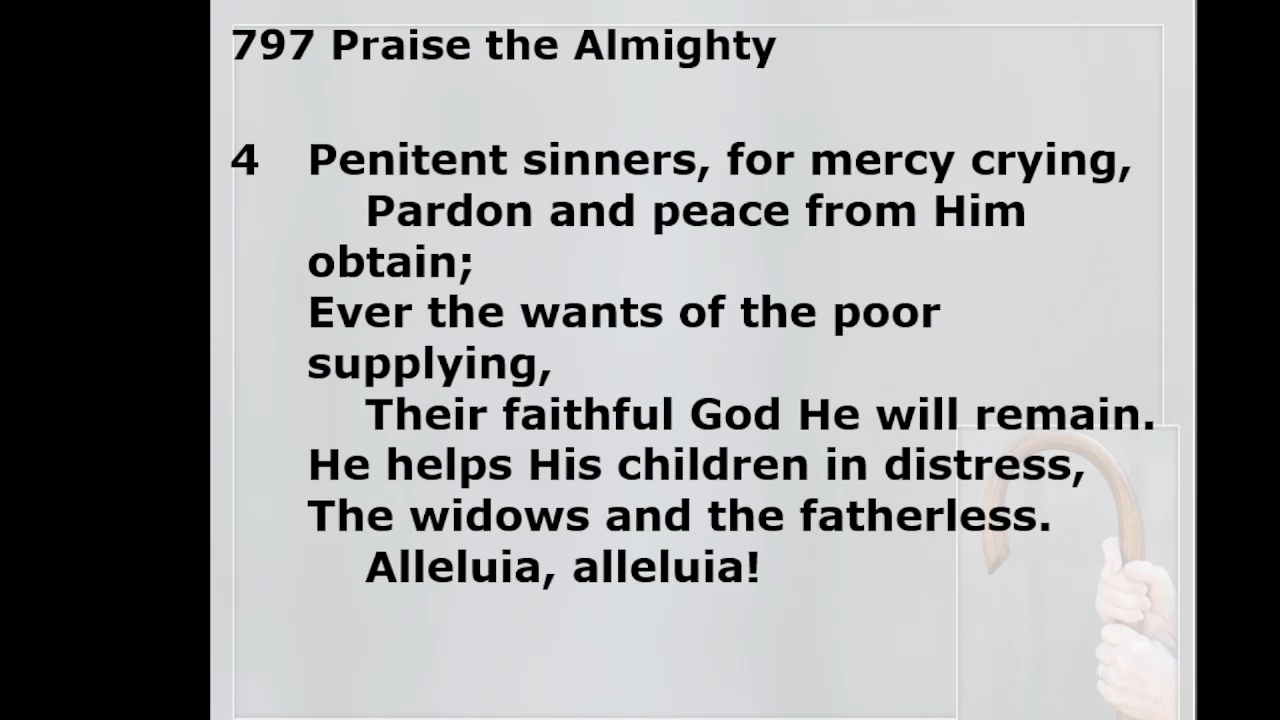 797 Praise the Almighty
4 Penitent sinners, for mercy crying,
Pardon and peace from Him
obtain;
Ever the wants of the poor
supplying,
Their faithful God He will remain.
He helps His children in distress,
The widows and the fatherless.
Alleluia, alleluia!